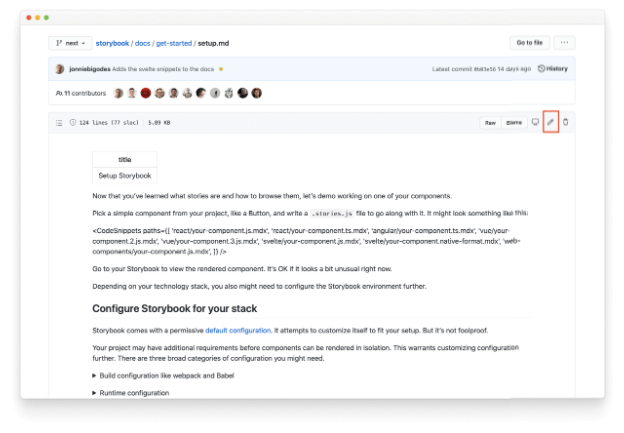 next
storybook / docs / get-started / setup.md
Go to file
jonniebigodes Adds the svelte snippets to the docs
Latest commit 14 days ago
History
11 contributors
124 lines (77 sloc) 5.89 KB
Raw
Blame
title
Setup Storybook
Now that you've learned what stories are and how to browse them, let's demo working on one of your components.
Pick a simple component from your project, like a Button, and write a .stories.js file to go along with it. It might look something like this:
<CodeSnippets paths={[ 'react/your-component.js.mdx', 'react/your-component.ts.mdx', 'angular/your-component.ts.mdx', 'vue/your-
component.2.js.mdx', 'vue/your-component.3.js.mdx', 'svelte/your-component.js.mdx', 'svelte/your-component.native-format.mdx', 'web-
components/your-component.js.mdx', ]} />
Go to your Storybook to view the rendered component. It's OK if it looks a bit unusual right now.
Depending on your technology stack, you also might need to configure the Storybook environment further.
Configure Storybook for your stack
Storybook comes with a permissive default configuration. It attempts to customize itself to fit your setup. But it's not foolproof.
Your project may have additional requirements before components can be rendered in isolation. This warrants customizing configuration
further. There are three broad categories of configuration you might need.
Build configuration like webpack and Babel
Runtime configuration